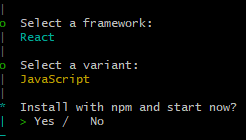 Select a framework:
React
Select a variant:
JavaScript
Install with npm and start now?
> Yes / No